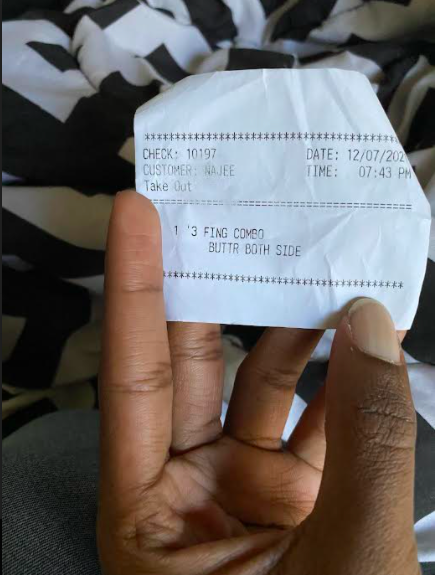 ****************************************
CHECK: 10197 DATE: 12/07/202
CUSTOMER: NAJEE TIME: 07:43 PM
Take Out
========================================
1 '3 FING COMBO
BUTTR BOTH SIDE
****************************************